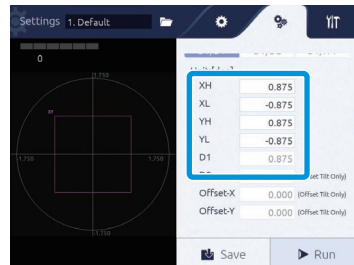 Settings 1. Default
0
1.750
XY
-1.750 1.750
-1.750
XH 0.875
XL -0.875
YH 0.875
YL -0.875
D1 0.875
Set Tilt Only)
Offset-X 0.000 (Offset Tilt Only)
Offset-Y 0.000 (Offset Tilt Only)
Save
Run